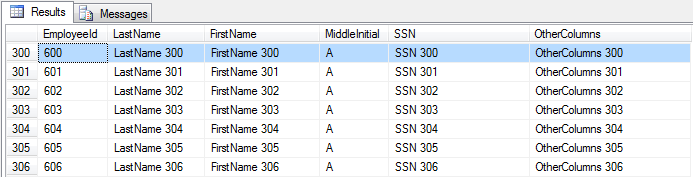 Results Messages
EmployeeId LastName FirstName MiddleInitial SSN OtherColumns
300 600 LastName 300 FirstName 300 A SSN 300 OtherColumns 300
301 601 LastName 301 FirstName 301 A SSN 301 OtherColumns 301
302 602 LastName 302 FirstName 302 A SSN 302 OtherColumns 302
303 603 LastName 303 FirstName 303 A SSN 303 OtherColumns 303
304 604 LastName 304 FirstName 304 A SSN 304 OtherColumns 304
305 605 LastName 305 FirstName 305 A SSN 305 OtherColumns 305
306 606 LastName 306 FirstName 306 A SSN 306 OtherColumns 306